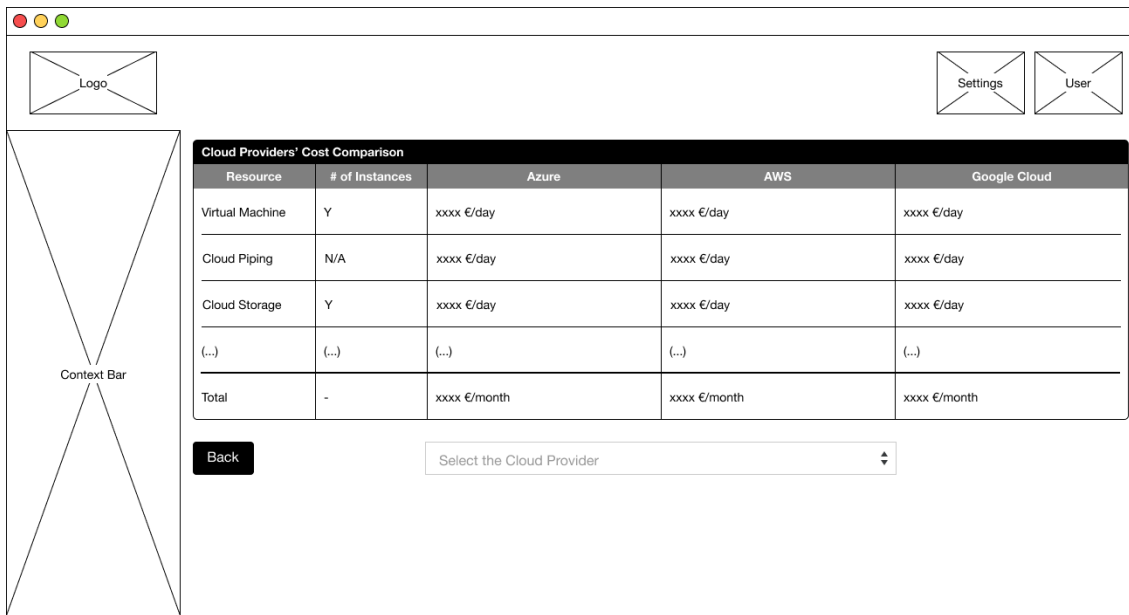 Logo
Settings User
Cloud Providers' Cost Comparison
Resource # of Instances Azure AWS Google Cloud
Virtual Machine Y xxxx €/day xxxx €/day xxxx €/day
Cloud Piping N/A xxxx €/day xxxx €/day xxxx €/day
Cloud Storage Y xxxx €/day xxxx €/day xxxx €/day
(...) (...) (...) (...) (...)
Total - xxxx €/month xxxx €/month xxxx €/month
Context Bar
Back Select the Cloud Provider